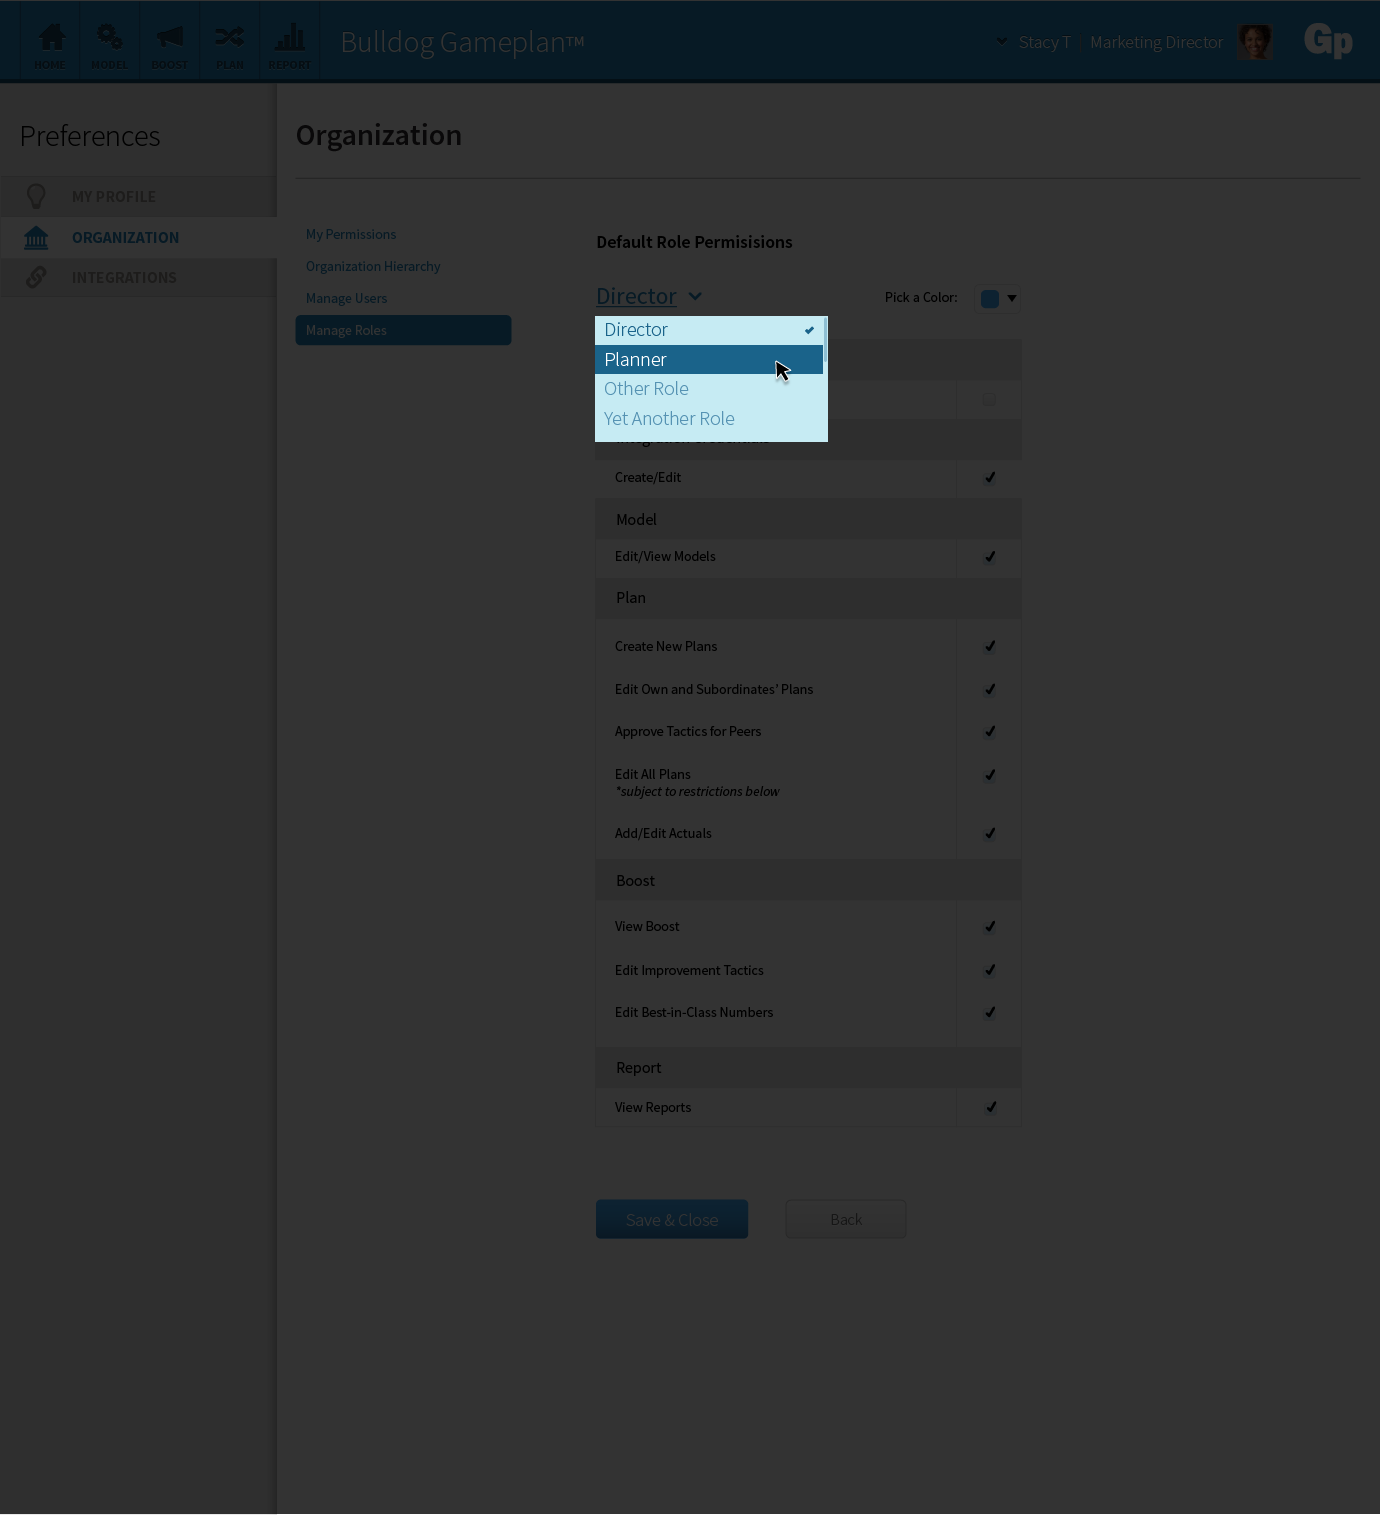 HOME
MODEL
BOOST
PLAN
REPORT
Bulldog Gameplan™
Stacy T
Marketing Director
Gp
Preferences
MY PROFILE
ORGANIZATION
INTEGRATIONS
Organization
My Permissions
Organization Hierarchy
Manage Users
Manage Roles
Default Role Permisisions
Director
Pick a Color:
Director
Planner
Other Role
Yet Another Role
Create/Edit
Model
Edit/View Models
Plan
Create New Plans
Edit Own and Subordinates' Plans
Approve Tactics for Peers
Edit All Plans
*subject to restrictions below
Add/Edit Actuals
Boost
View Boost
Edit Improvement Tactics
Edit Best-in-Class Numbers
Report
View Reports
Save & Close
Back